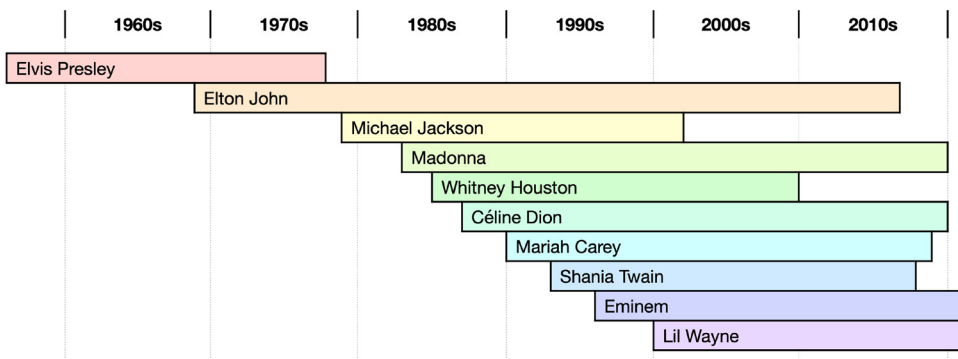 1960s 1970s 1980s 1990s 2000s 2010s
Elvis Presley
Elton John
Michael Jackson
Madonna
Whitney Houston
Céline Dion
Mariah Carey
Shania Twain
Eminem
Lil Wayne